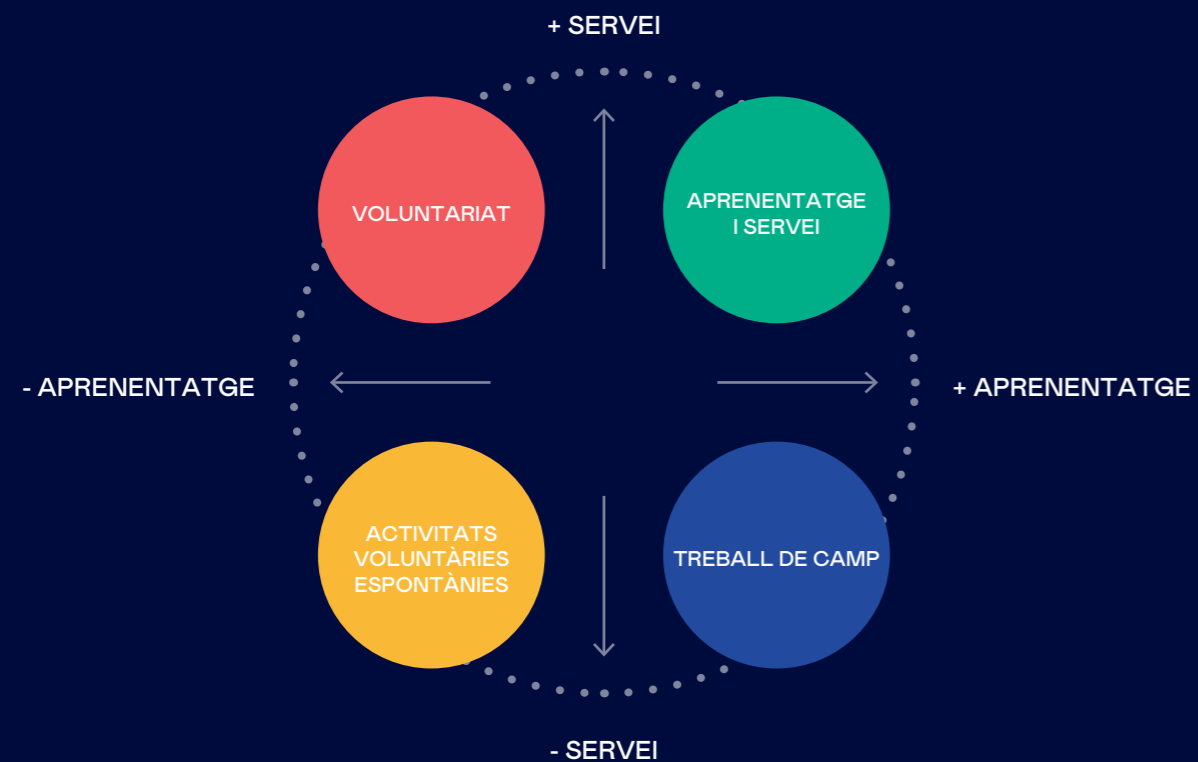 + SERVEI
VOLUNTARIAT
APRENENTATGE
I SERVEI
- APRENENTATGE
+ APRENENTATGE
ACTIVITATS
VOLUNTÀRIES
ESPONTÀNIES
TREBALL DE CAMP
- SERVEI